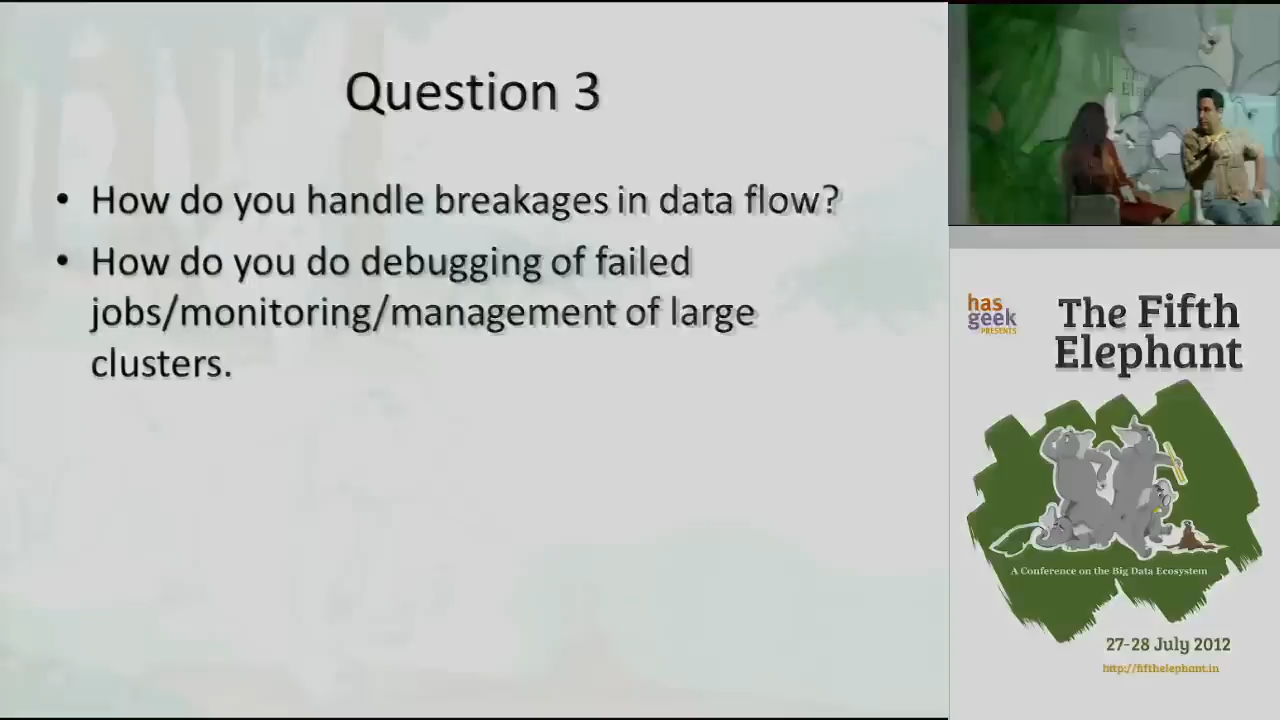 Question 3
• How do you handle breakages in data flow?
• How do you do debugging of failed
jobs/monitoring/management of large
clusters.
has
geek
PRESENTS
The Fifth
Elephant
A Conference on the Big Data Ecosystem
27-28 July 2012
http://fifthelephant.in